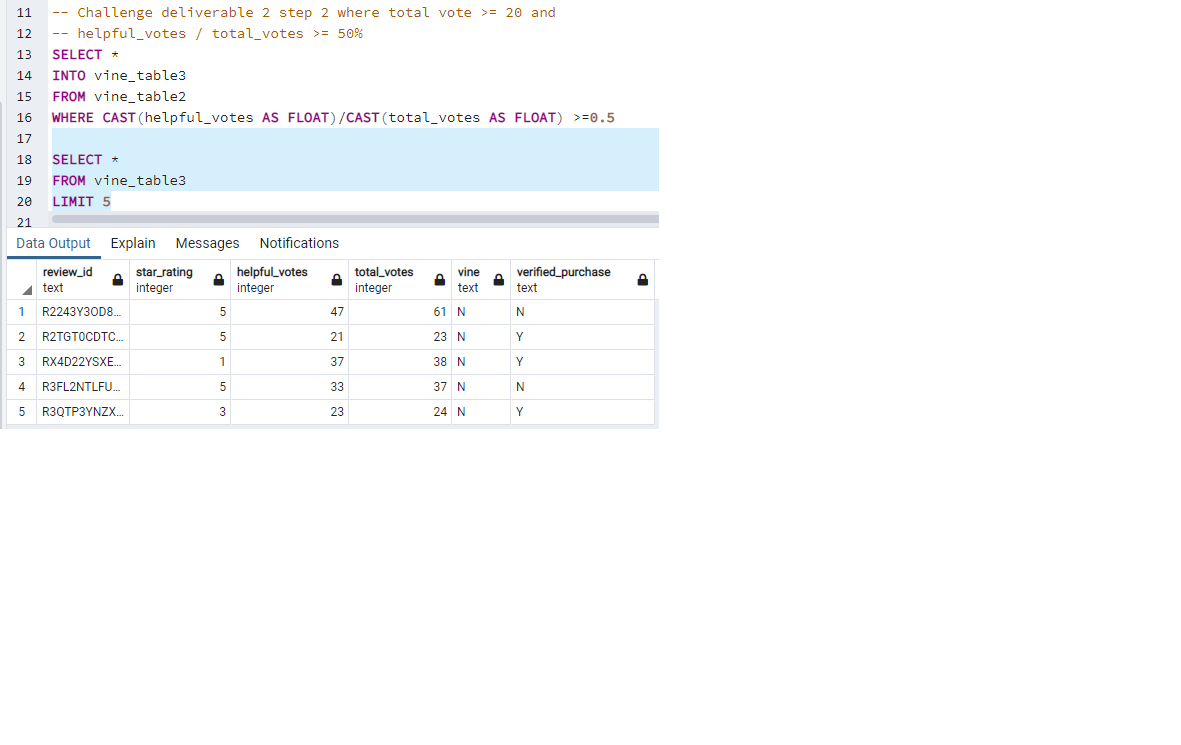 11 -- Challenge deliverable 2 step 2 where total vote >= 20 and
12 -- helpful_votes / total_votes >= 50%
13 SELECT *
14 INTO vine_table3
15 FROM vine_table2
16 WHERE CAST(helpful_votes AS FLOAT)/CAST(total_votes AS FLOAT) >=0.5
17
18 SELECT *
19 FROM vine_table3
20 LIMIT 5
21
Data Output Explain Messages Notifications
review_id star_rating helpful_votes total_votes vine verified_purchase
text integer integer integer text text
1 R2243Y3OD8... 5 47 61 N N
2 R2TGT0CDTC... 5 21 23 N Y
3 RX4D22YSXE... 1 37 38 N Y
4 R3FL2NTLFU... 5 33 37 N N
5 R3QTP3YNZX... 3 23 24 N Y